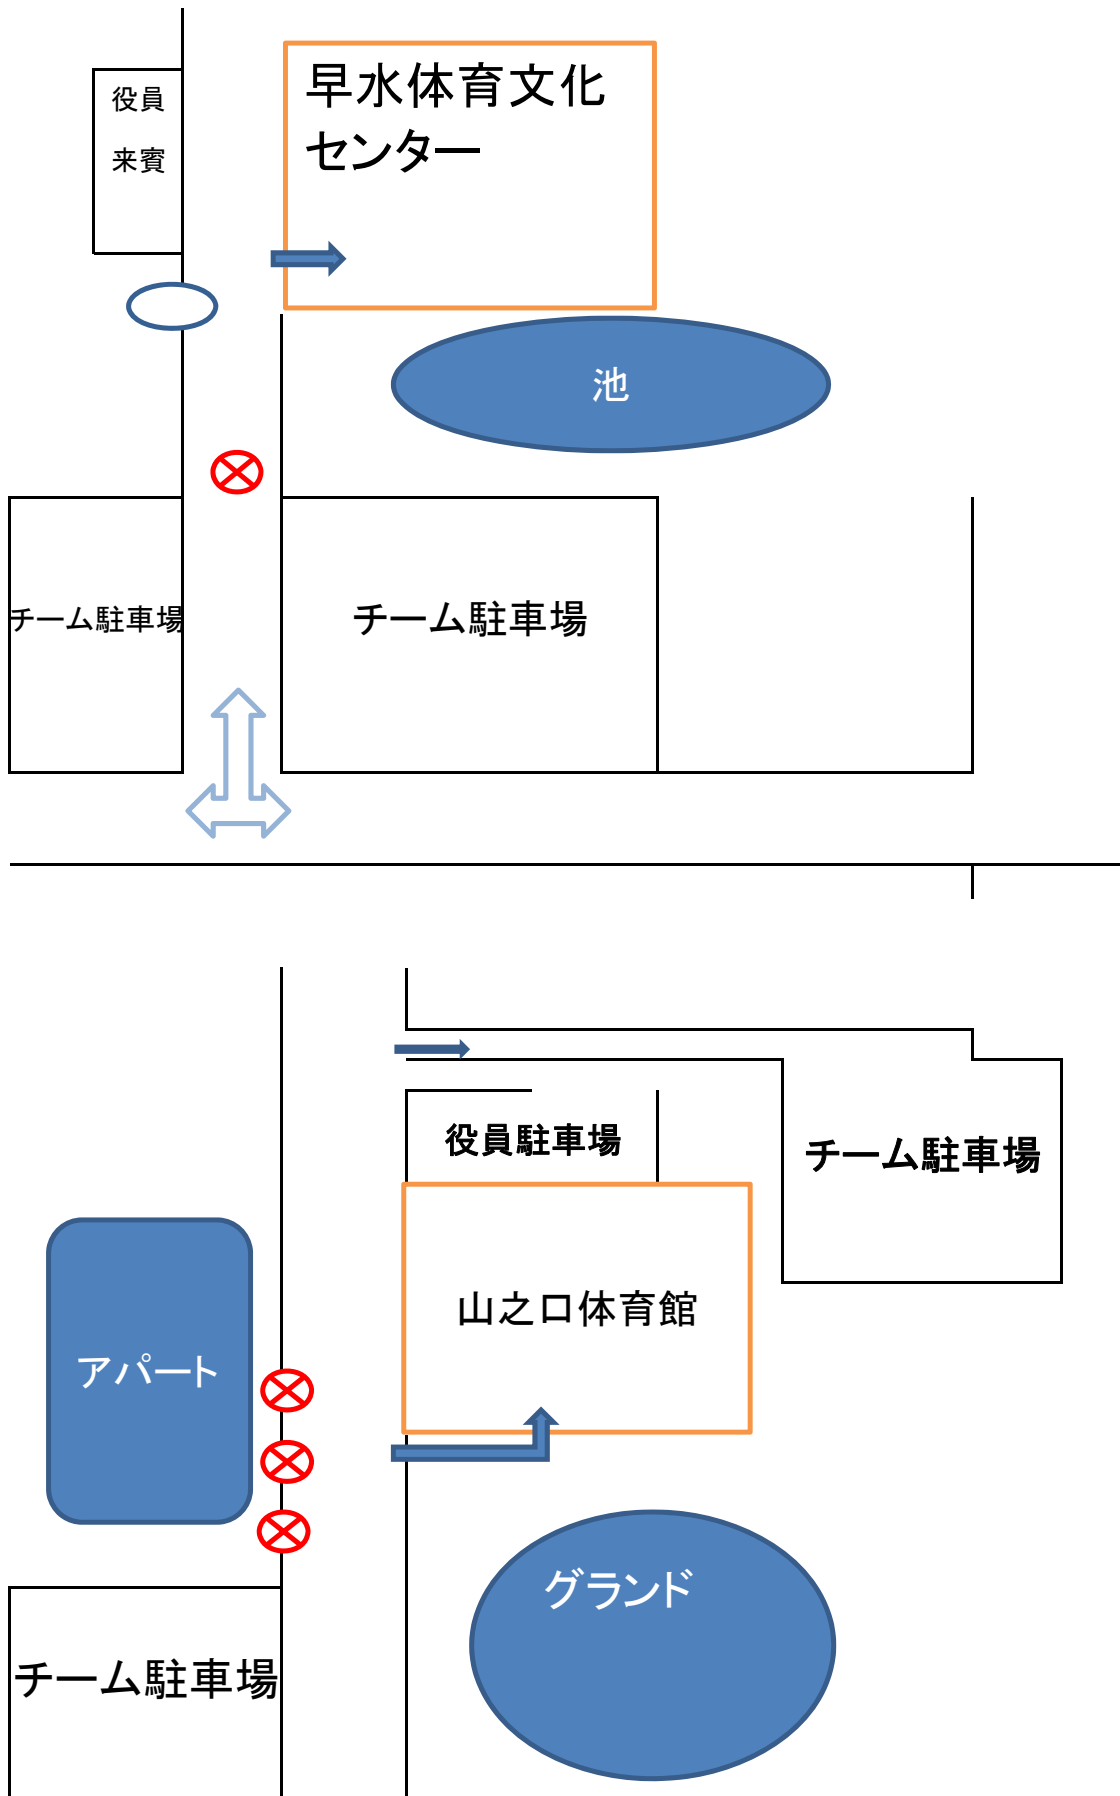 早水体育文化
センター
役員
来賓
池
チーム駐車場
チーム駐車場
役員駐車場
チーム駐車場
山之口体育館
アパート
グランド
チーム駐車場